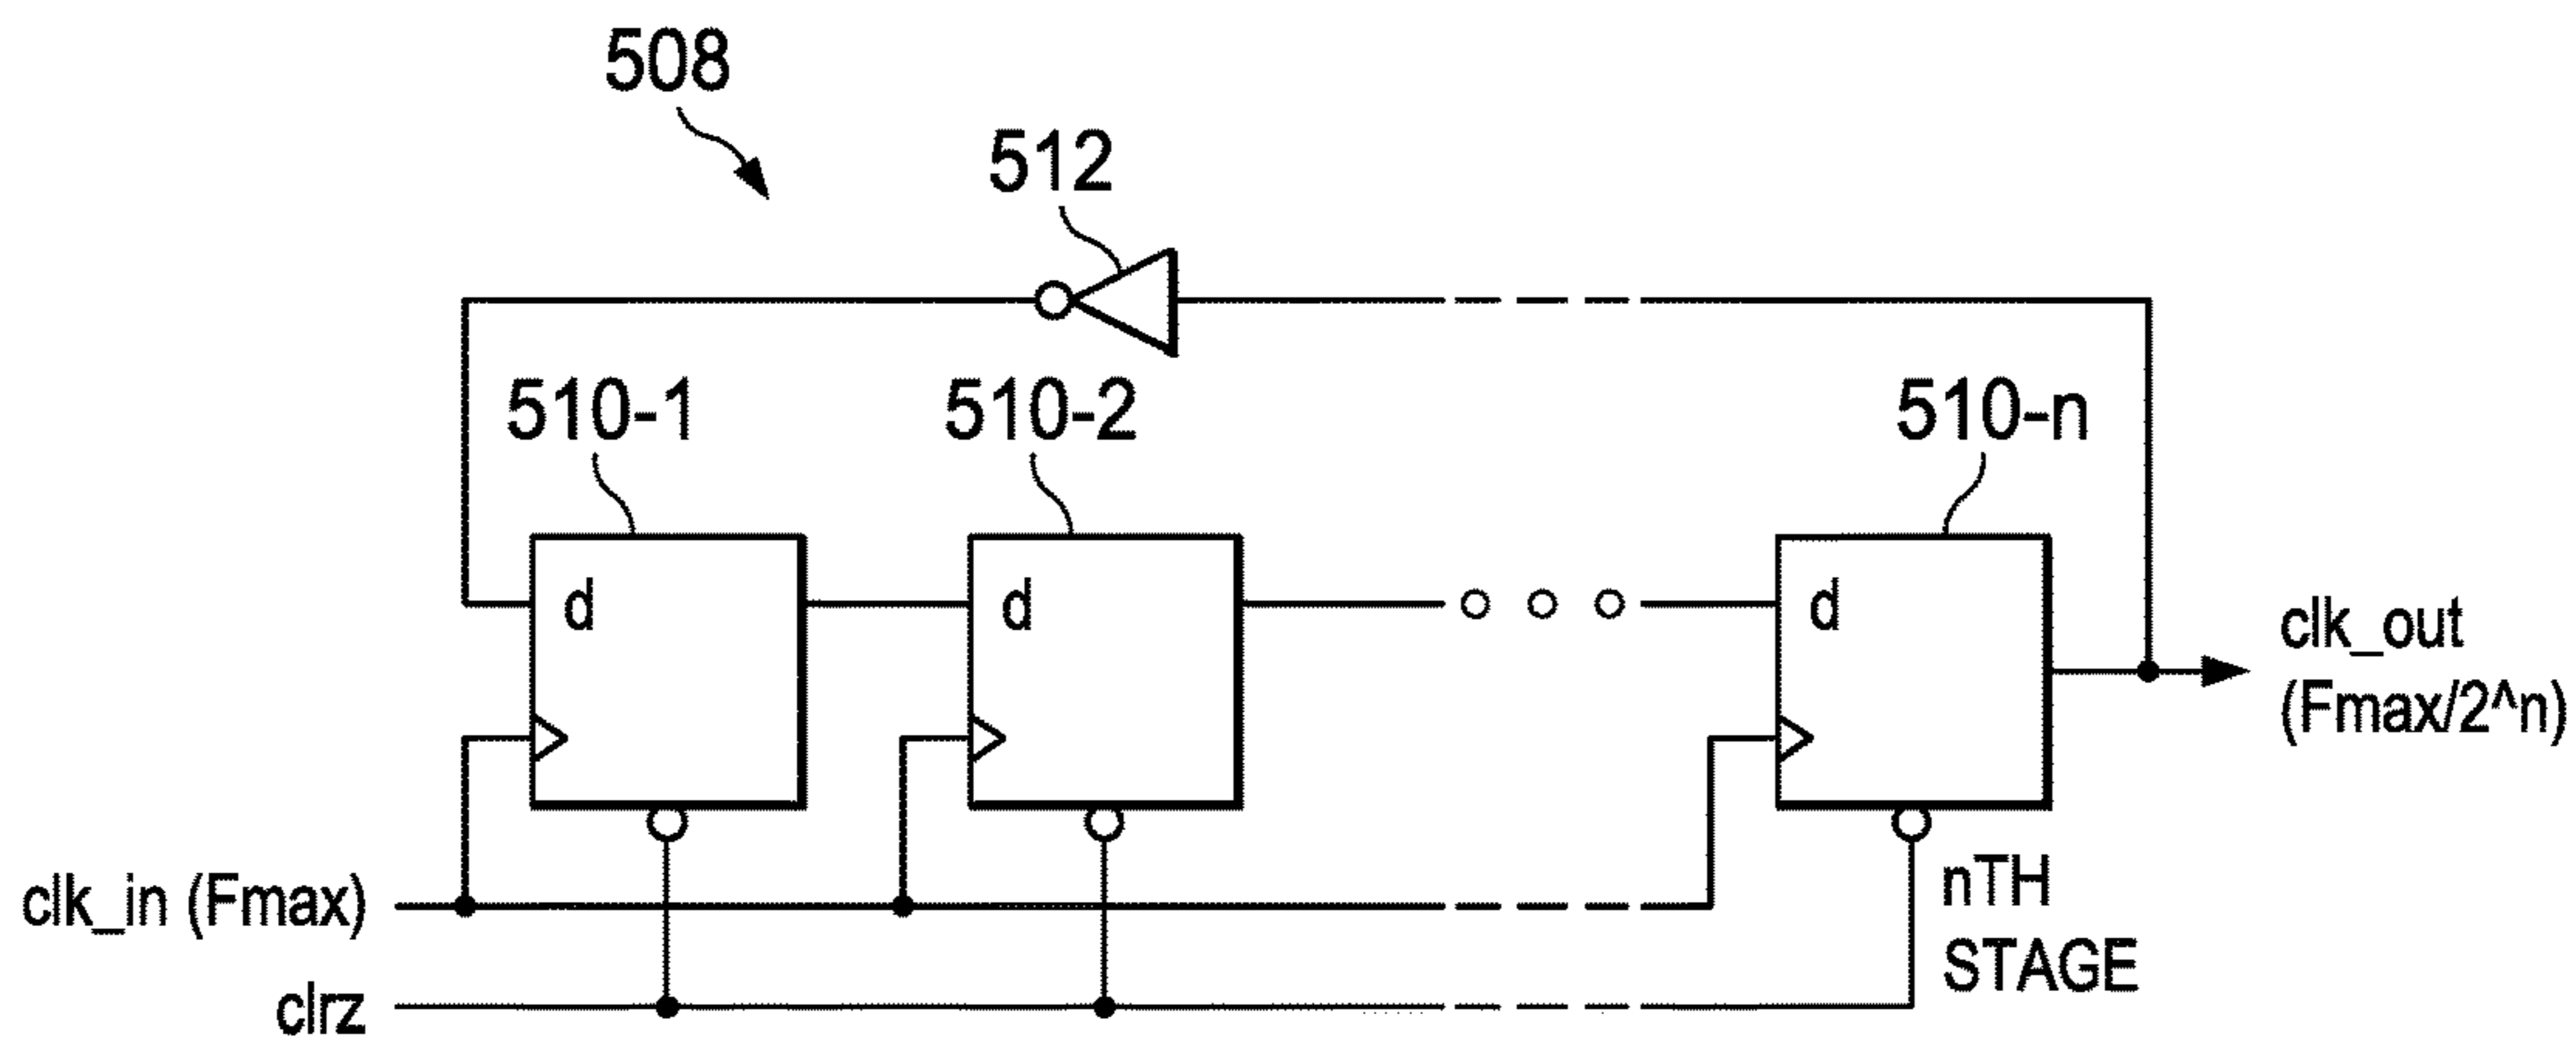 508
512
510-1
510-2
510-n
d
d
d
clk_out
(Fmax/2^n)
clk_in (Fmax)
nTH
STAGE
clrz